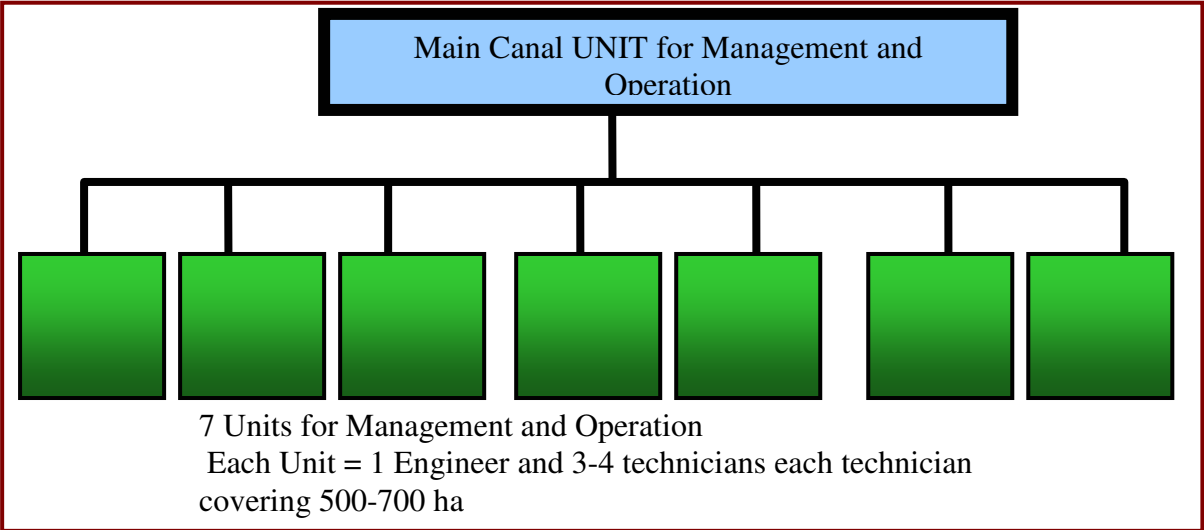 Main Canal UNIT for Management and
Operation
7 Units for Management and Operation
Each Unit = 1 Engineer and 3-4 technicians each technician
covering 500-700 ha